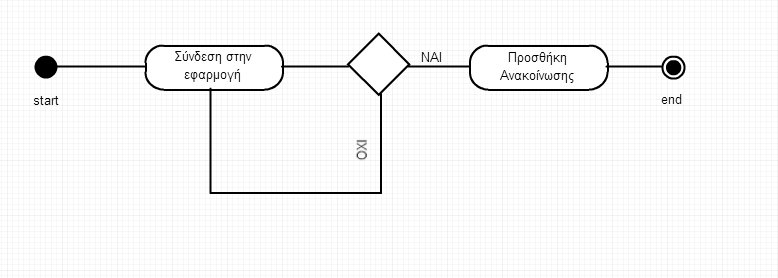 start
Σύνδεση στην
εφαρμογή
ΝΑΙ
ΟΧΙ
Προσθήκη
Ανακοίνωσης
end